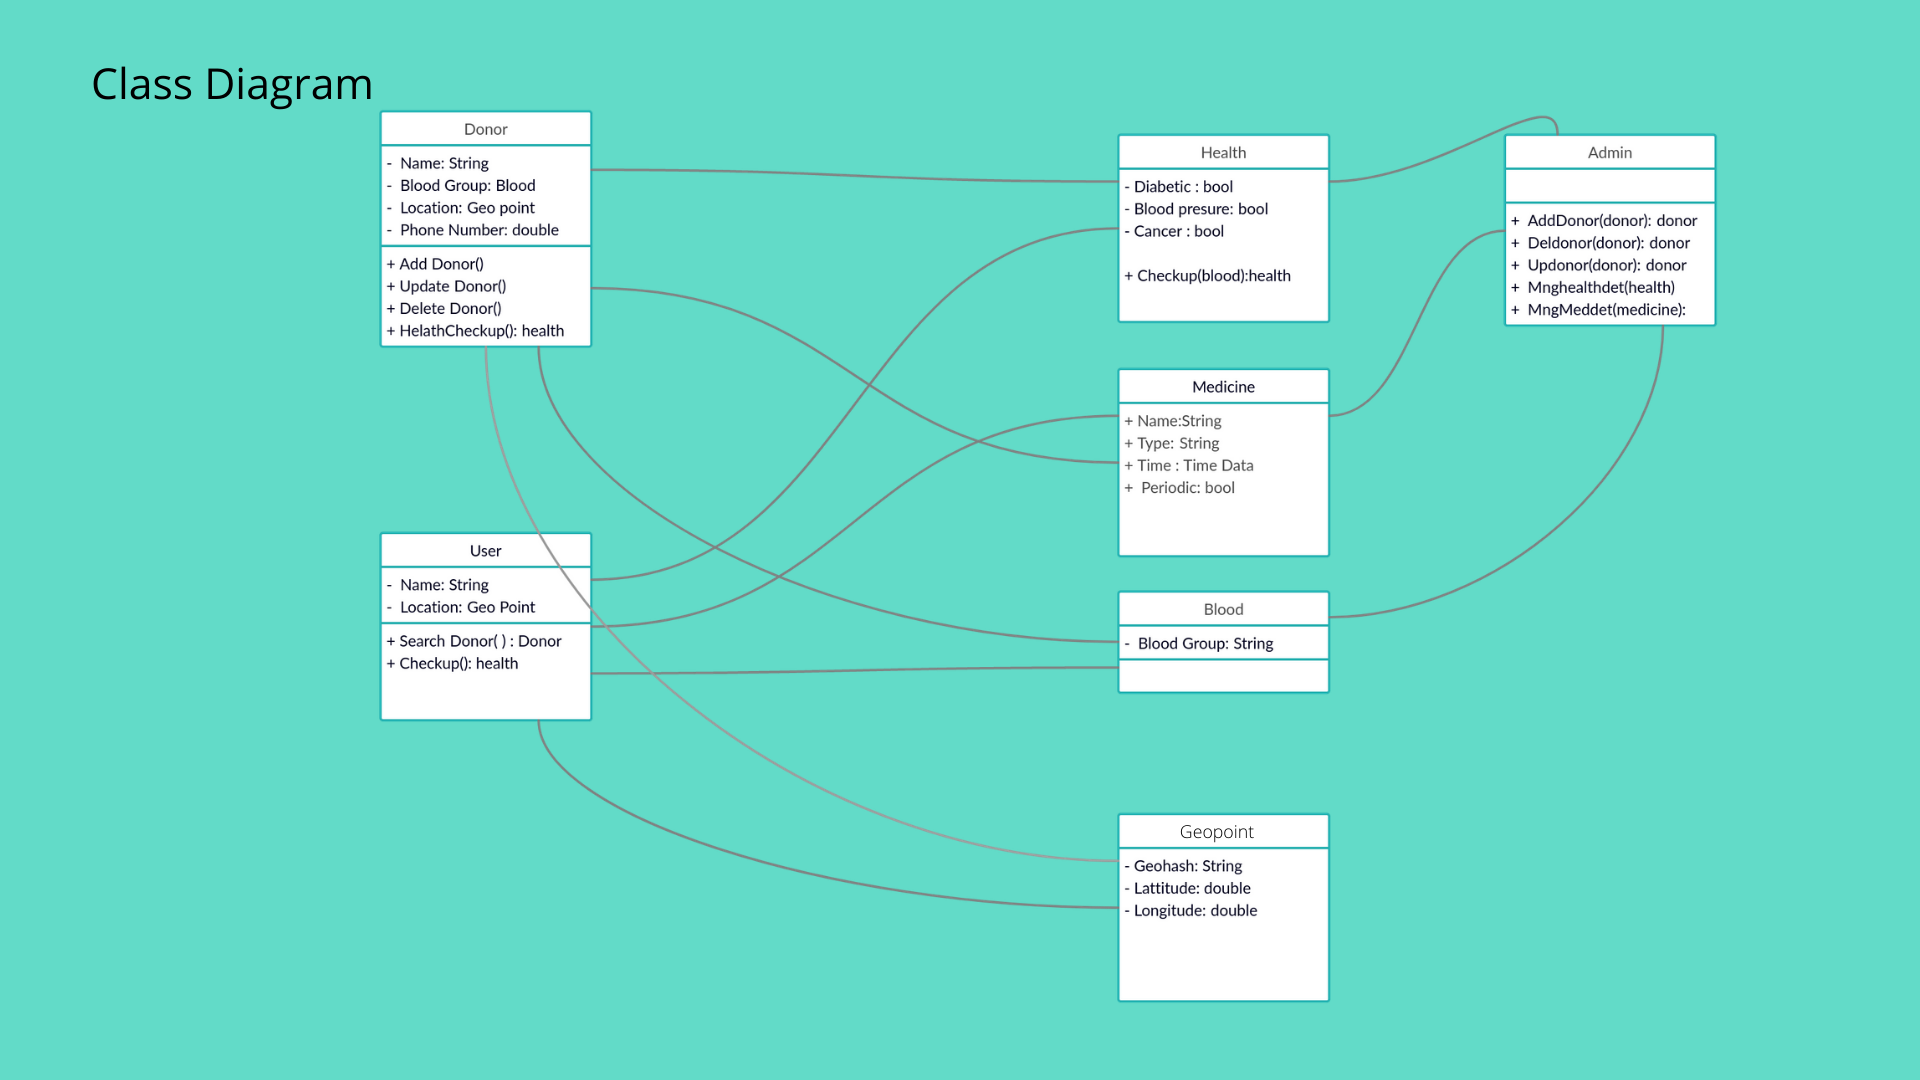 Class Diagram
Donor
- Name: String
- Blood Group: Blood
- Location: Geo point
- Phone Number: double
+ Add Donor()
+ Update Donor()
+ Delete Donor()
+ HelathCheckup(): health
Health
- Diabetic : bool
- Blood presure: bool
- Cancer : bool
+ Checkup(blood):health
Admin
+ AddDonor(donor): donor
+ Deldonor(donor): donor
+ Updonor(donor): donor
+ Mnghealthdet(health)
+ MngMeddet(medicine):
Medicine
+ Name:String
+ Type: String
+ Time : Time Data
+ Periodic: bool
User
- Name: String
- Location: Geo Point
+ Search Donor( ) : Donor
+ Checkup(): health
Blood
- Blood Group: String
Geopoint
- Geohash: String
- Lattitude: double
- Longitude: double